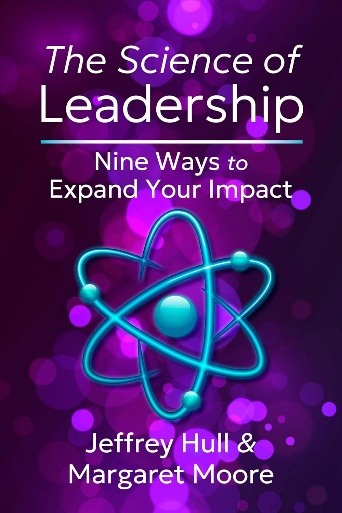 The Science of
Leadership
Nine Ways to
Expand Your Impact
Jeffrey Hull &
Margaret Moore